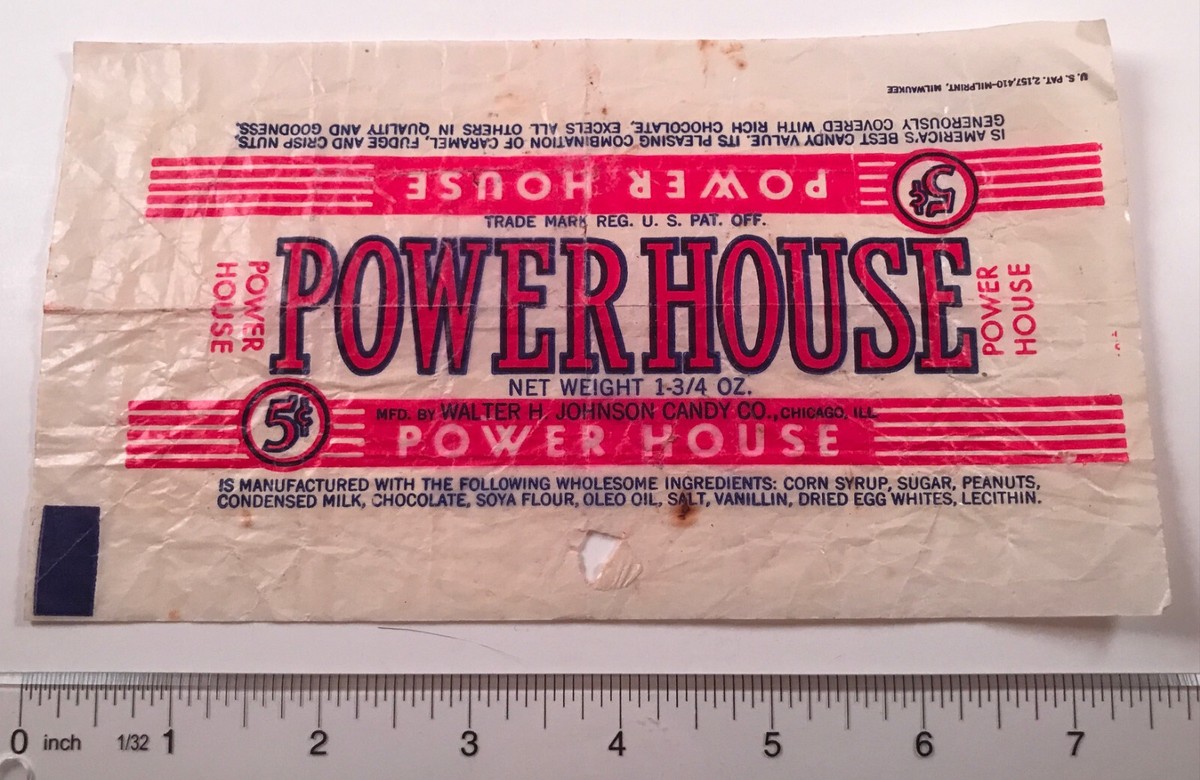 U. S. PAT. 2,157,410-MILPRINT, MILWAUKEE
IS AMERICA'S BEST CANDY VALUE. ITS PLEASING COMBINATION OF CARAMEL, FUDGE AND CRISP NUTS,
GENEROUSLY COVERED WITH RICH CHOCOLATE, EXCELS ALL OTHERS IN QUALITY AND GOODNESS.
5¢
POWER HOUSE
TRADE MARK REG. U. S. PAT. OFF.
POWER
HOUSE
POWERHOUSE
POWER
HOUSE
NET WEIGHT 1-3/4 OZ.
5¢
MFD. BY WALTER H. JOHNSON CANDY CO., CHICAGO, ILL.
POWER HOUSE
IS MANUFACTURED WITH THE FOLLOWING WHOLESOME INGREDIENTS: CORN SYRUP, SUGAR, PEANUTS,
CONDENSED MILK, CHOCOLATE, SOYA FLOUR, OLEO OIL, SALT, VANILLIN, DRIED EGG WHITES, LECITHIN.
0 inch 1/32 1 2 3 4 5 6 7